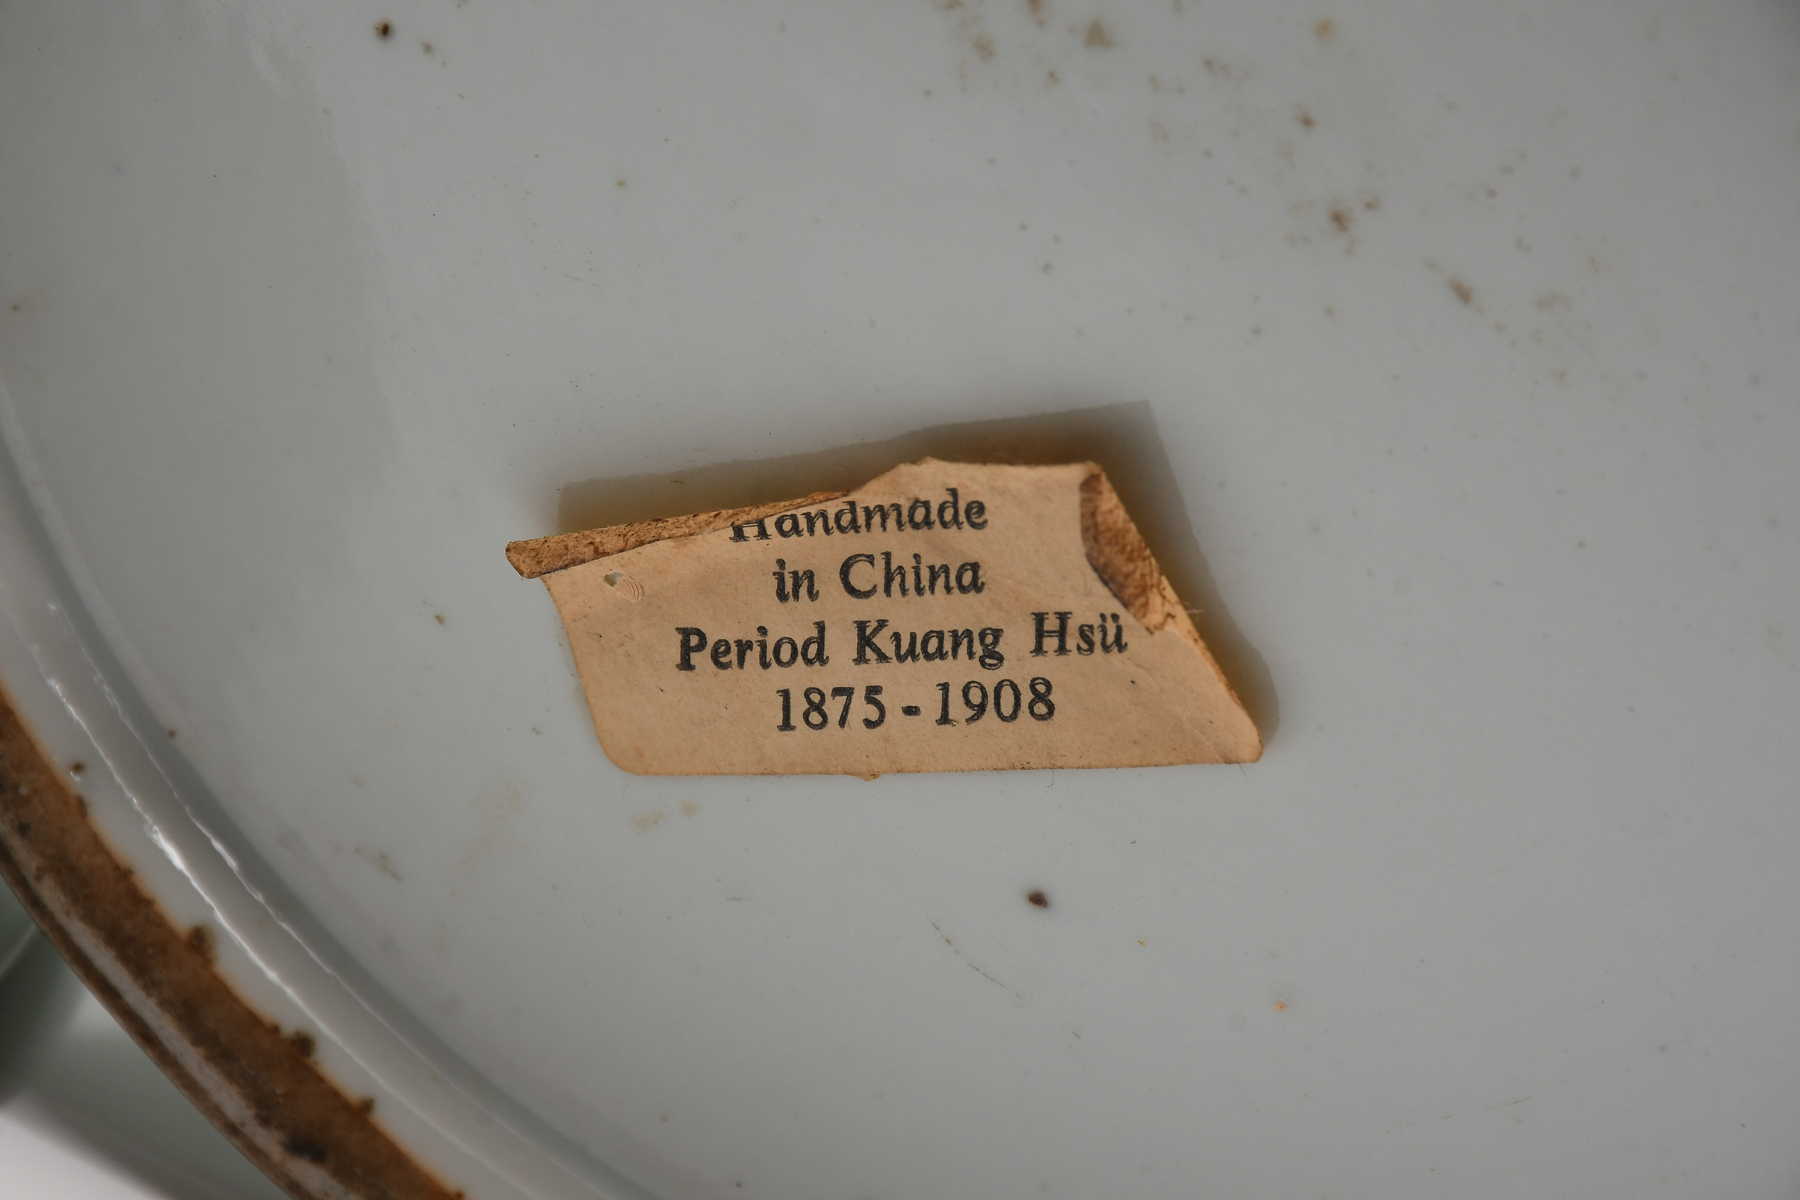 Handmade
in China
Period Kuang Hsü
1875-1908